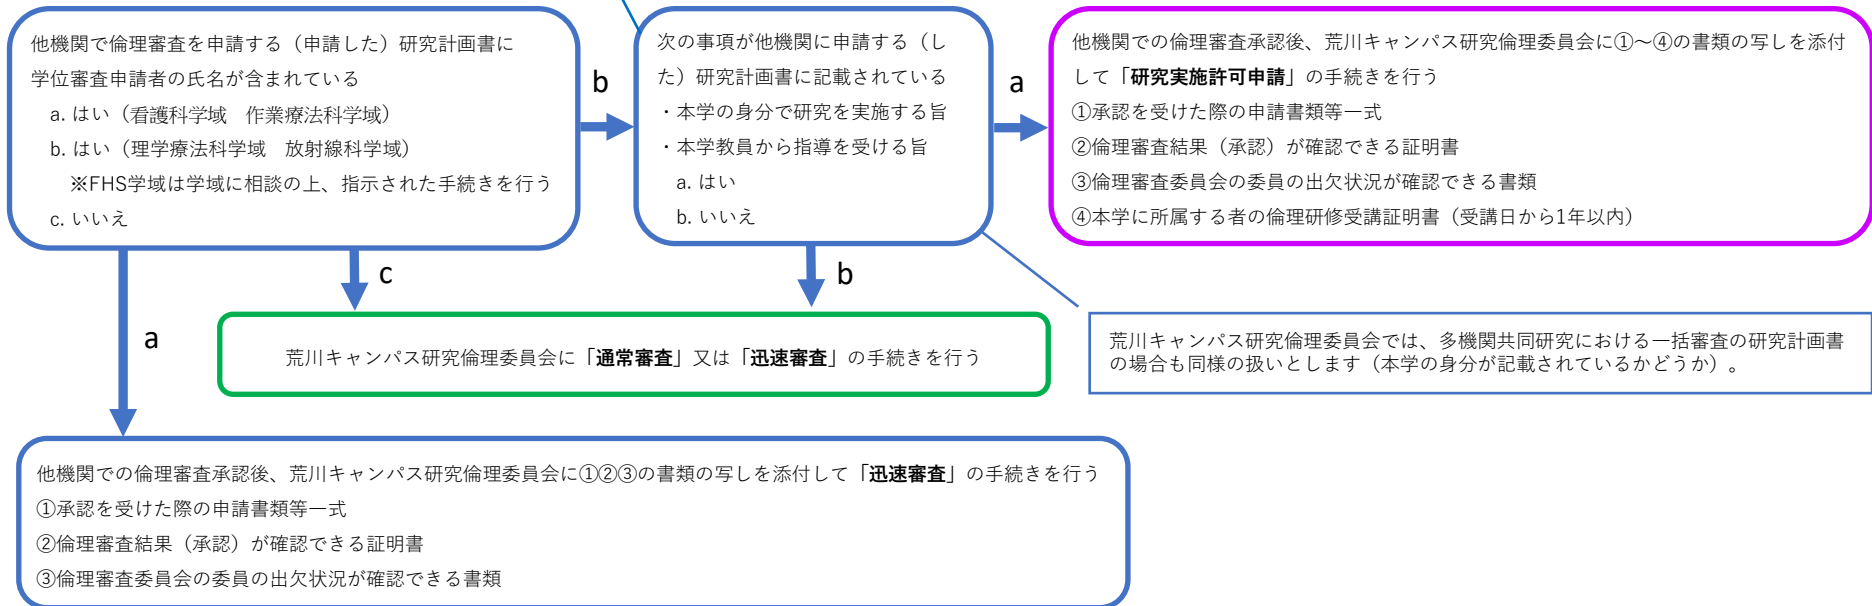 他機関で倫理審査を申請する（申請した）研究計画書に
学位審査申請者の氏名が含まれている
a. はい（看護科学域　作業療法科学域）
b. はい（理学療法科学域　放射線科学域）
※FHS学域は学域に相談の上、指示された手続きを行う
c. いいえ
b
次の事項が他機関に申請する（し
た）研究計画書に記載されている
・本学の身分で研究を実施する旨
・本学教員から指導を受ける旨
a. はい
b. いいえ
a
他機関での倫理審査承認後、荒川キャンパス研究倫理委員会に①～④の書類の写しを添付
して「研究実施許可申請」の手続きを行う
①承認を受けた際の申請書類等一式
②倫理審査結果（承認）が確認できる証明書
③倫理審査委員会の委員の出欠状況が確認できる書類
④本学に所属する者の倫理研修受講証明書（受講日から1年以内）
c
b
a
荒川キャンパス研究倫理委員会に「通常審査」又は「迅速審査」の手続きを行う
荒川キャンパス研究倫理委員会では、多機関共同研究における一括審査の研究計画書
の場合も同様の扱いとします（本学の身分が記載されているかどうか）。
他機関での倫理審査承認後、荒川キャンパス研究倫理委員会に①②③の書類の写しを添付して「迅速審査」の手続きを行う
①承認を受けた際の申請書類等一式
②倫理審査結果（承認）が確認できる証明書
③倫理審査委員会の委員の出欠状況が確認できる書類